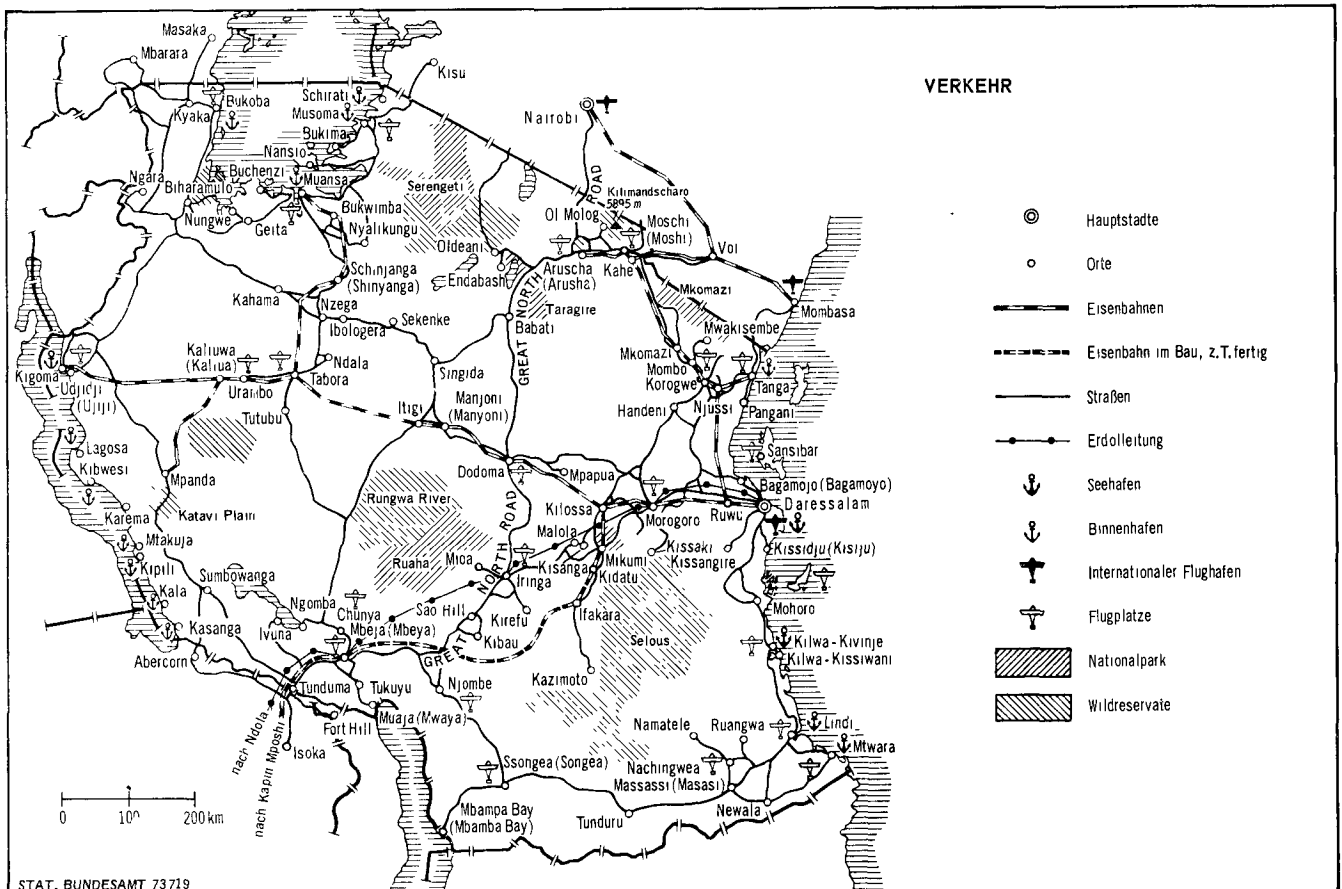 VERKEHR
Masaka
Mbarara
Kisu
Kyaka
Bukoba
Schirati
Musoma
Bukima
Nansio
Nairobi
Ngara
Biharamulo
Buchenzi
Muansa
Serengeti
Nungwe
Geita
Bukwimba
Nyalikungu
ROAD
Kilimandscharo
5895 m
Ol Molog
Moschi
(Moshi)
Oldeani
Endabash
Aruscha
(Arusha)
Kahe
Voi
Schinjanga
(Shinyanga)
Kahama
Nzega
Ibologera
Sekenke
GREAT NORTH
Taragire
Babati
Mkomazi
Mombasa
Mwakisembe
Kigoma
Udjidji
(Ujiji)
Kaliuwa
(Kaliua)
Urambo
Ndala
Tabora
Tutubu
Singida
Itigi
Manjoni
(Manyoni)
Mkomazi
Mombo
Korogwe
Handeni
Njussi
Tanga
Pangani
Lagosa
Kibwesi
Mpanda
Karema
Katavi Plain
Mtakuja
Kipili
Kala
Kasanga
Abercorn
Sumbowanga
Dodoma
Mpapua
Sansibar
Bagamojo (Bagamoyo)
Daressalam
Rungwa River
Ruaha
NORTH ROAD
Kilossa
Morogoro
Ruwu
Malola
Kisanga
Mikumi
Kidatu
Kissaki
Kissangire
Kissidju (Kisiju)
Iringa
Kirefu
Ifakara
Mohoro
Ngomba
Ivuna
Chunya
Mbeja (Mbeya)
Sao Hill
Kibau
GREAT
Selous
Kilwa-Kivinje
Kilwa-Kissiwani
Kazimoto
Tunduma
Tukuyu
Njombe
Muaja (Mwaya)
Fort Hill
Isoka
nach Ndola
nach Kapiri Mposhi
Namatele
Ruangwa
Lindi
Mtwara
Ssongea (Songea)
Nachingwea
Massassi (Masasi)
Newala
Mbampa Bay
(Mbamba Bay)
Tunduru
0 100 200 km
Hauptstadte
Orte
Eisenbahnen
Eisenbahn im Bau, z.T. fertig
Straßen
Erdolleitung
Seehafen
Binnenhafen
Internationaler Flughafen
Flugplatze
Nationalpark
Wildreservate
STAT. BUNDESAMT 73719